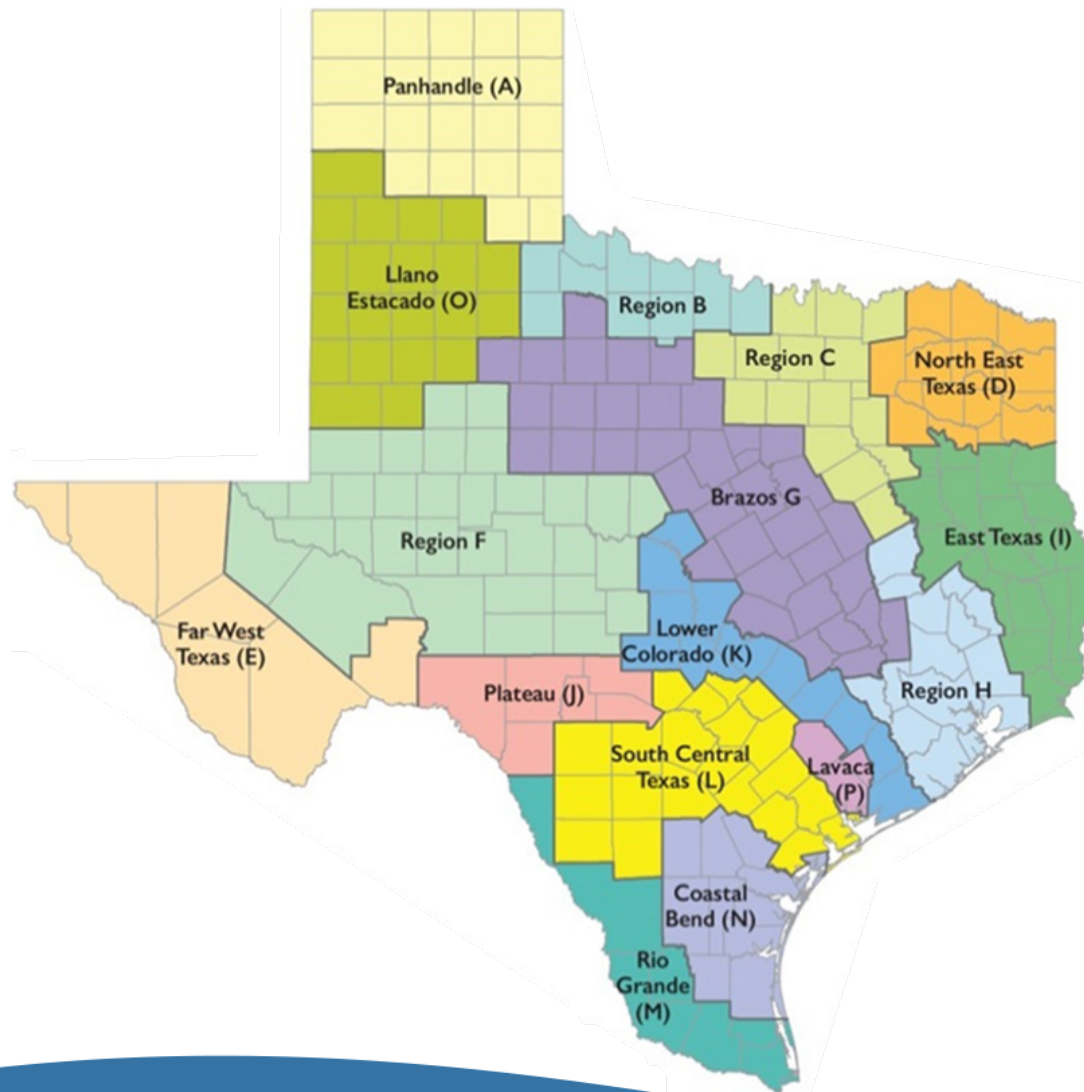 Panhandle (A)
Llano
Estacado (O)
Region B
Region C
North East
Texas (D)
Brazos G
Region F
East Texas (I)
Far West
Texas (E)
Lower
Colorado (K)
Plateau (J)
Region H
South Central
Texas (L)
Lavaca
(P)
Coastal
Bend (N)
Rio
Grande
(M)